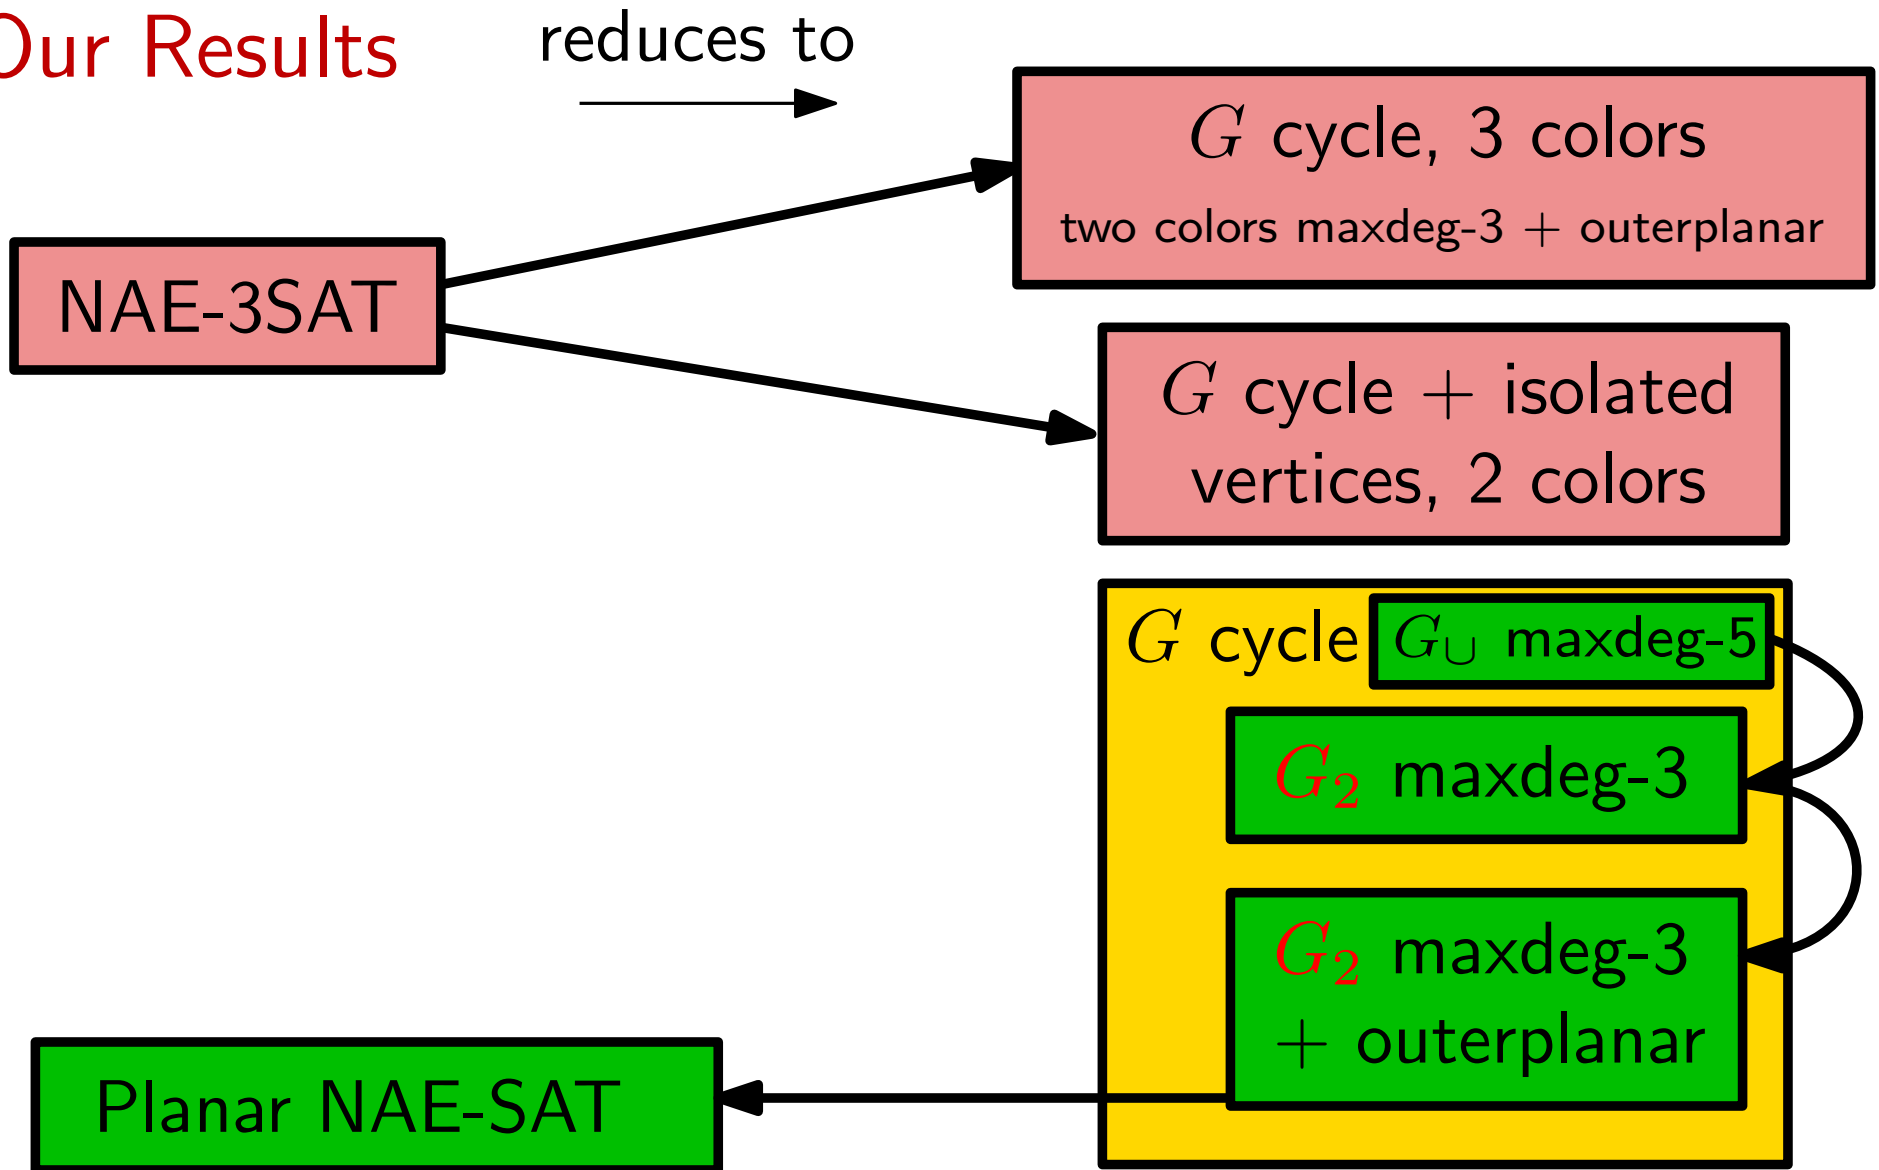 Our Results
reduces to
G cycle, 3 colors
two colors maxdeg-3 + outerplanar
NAE-3SAT
G cycle + isolated
vertices, 2 colors
G cycle
G∪ maxdeg-5
G₂ maxdeg-3
G₂ maxdeg-3
+ outerplanar
Planar NAE-SAT